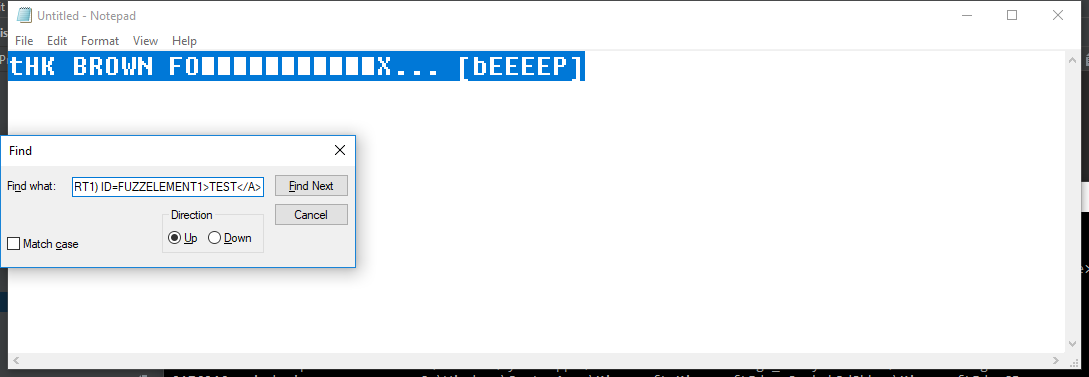 Untitled - Notepad
File Edit Format View Help
tHK BROWN FO■■■■■■■■■■■X... [bEEEEP]
Find
Find what: RT1) ID=FUZZELEMENT1>TEST</A> Find Next
Direction Cancel
Match case Up Down